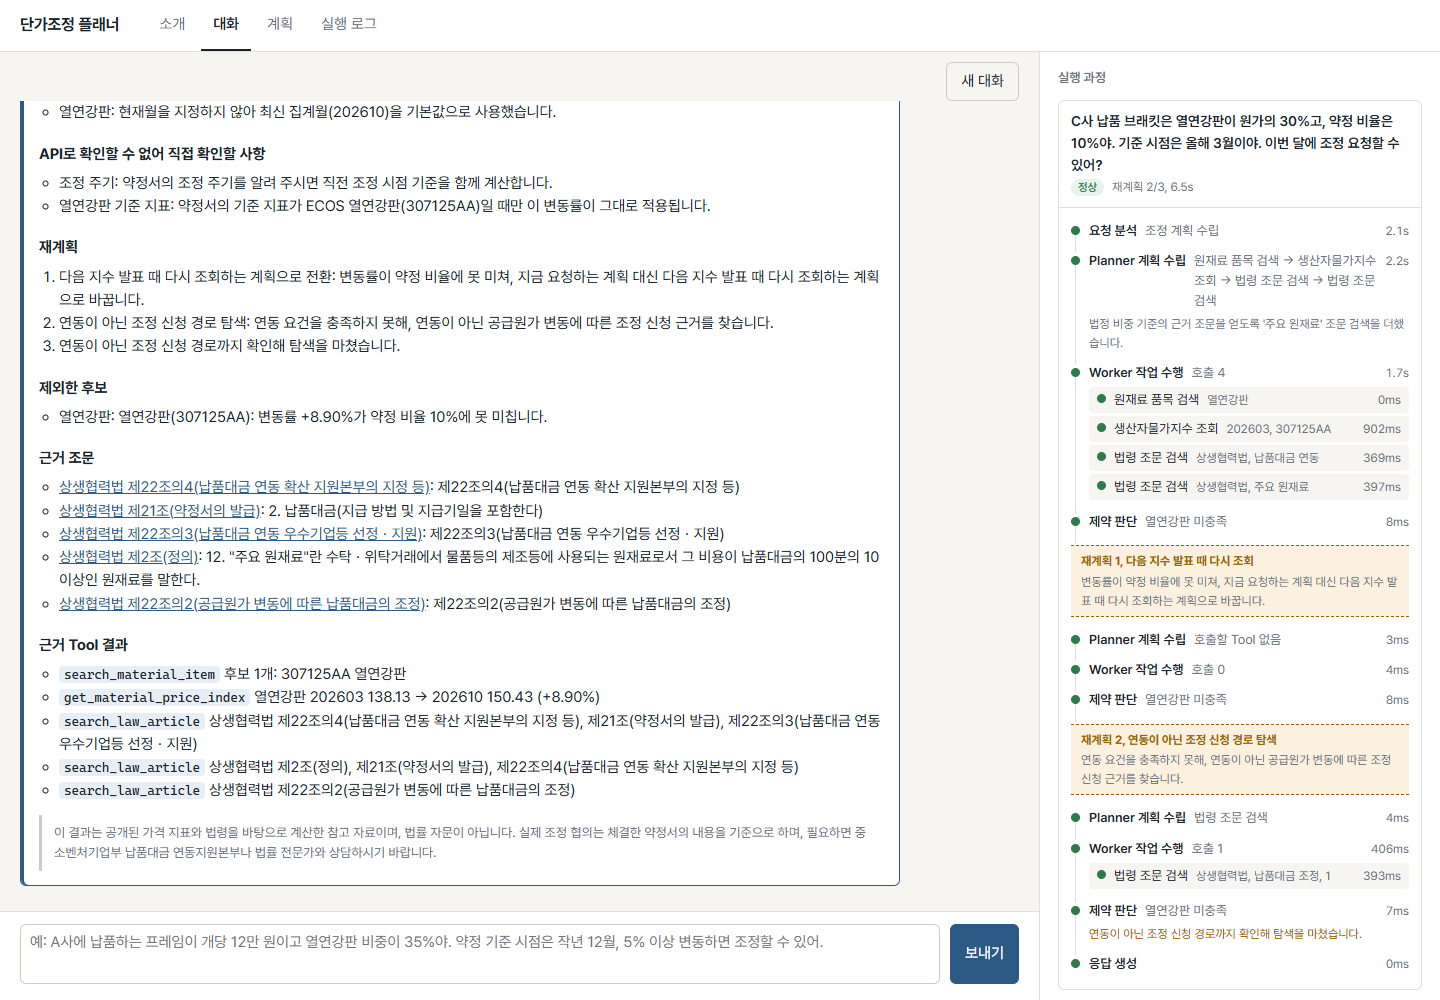 단가조정 플래너
소개
대화
계획
실행 로그
새 대화
열연강판: 현재월을 지정하지 않아 최신 집계월(202610)을 기본값으로 사용했습니다.
API로 확인할 수 없어 직접 확인할 사항
조정 주기: 약정서의 조정 주기를 알려 주시면 직전 조정 시점 기준을 함께 계산합니다.
열연강판 기준 지표: 약정서의 기준 지표가 ECOS 열연강판(307125AA)일 때만 이 변동률이 그대로 적용됩니다.
재계획
1. 다음 지수 발표 때 다시 조회하는 계획으로 전환: 변동률이 약정 비율에 못 미쳐, 지금 요청하는 계획 대신 다음 지수 발표 때 다시 조회하는 계획
으로 바꿉니다.
2. 연동이 아닌 조정 신청 경로 탐색: 연동 요건을 충족하지 못해, 연동이 아닌 공급원가 변동에 따른 조정 신청 근거를 찾습니다.
3. 연동이 아닌 조정 신청 경로까지 확인해 탐색을 마쳤습니다.
제외한 후보
열연강판: 열연강판(307125AA): 변동률 +8.90%가 약정 비율 10%에 못 미칩니다.
근거 조문
상생협력법 제22조의4(납품대금 연동 확산 지원본부의 지정 등): 제22조의4(납품대금 연동 확산 지원본부의 지정 등)
상생협력법 제21조(약정서의 발급): 2. 납품대금(지급 방법 및 지급기일을 포함한다)
상생협력법 제22조의3(납품대금 연동 우수기업등 선정ㆍ지원): 제22조의3(납품대금 연동 우수기업등 선정ㆍ지원)
상생협력법 제2조(정의): 12. "주요 원재료"란 수탁ㆍ위탁거래에서 물품등의 제조등에 사용되는 원재료로서 그 비용이 납품대금의 100분의 10
이상인 원재료를 말한다.
상생협력법 제22조의2(공급원가 변동에 따른 납품대금의 조정): 제22조의2(공급원가 변동에 따른 납품대금의 조정)
근거 Tool 결과
search_material_item 후보 1개: 307125AA 열연강판
get_material_price_index 열연강판 202603 138.13 → 202610 150.43 (+8.90%)
search_law_article 상생협력법 제22조의4(납품대금 연동 확산 지원본부의 지정 등), 제21조(약정서의 발급), 제22조의3(납품대금 연동
우수기업등 선정ㆍ지원)
search_law_article 상생협력법 제2조(정의), 제21조(약정서의 발급), 제22조의4(납품대금 연동 확산 지원본부의 지정 등)
search_law_article 상생협력법 제22조의2(공급원가 변동에 따른 납품대금의 조정)
이 결과는 공개된 가격 지표와 법령을 바탕으로 계산한 참고 자료이며, 법률 자문이 아닙니다. 실제 조정 협의는 체결한 약정서의 내용을 기준으로 하며, 필요하면 중
소벤처기업부 납품대금 연동지원본부나 법률 전문가와 상담하시기 바랍니다.
예: A사에 납품하는 프레임이 개당 12만 원이고 열연강판 비중이 35%야. 약정 기준 시점은 작년 12월, 5% 이상 변동하면 조정할 수 있어.
보내기
실행 과정
C사 납품 브래킷은 열연강판이 원가의 30%고, 약정 비율은
10%야. 기준 시점은 올해 3월이야. 이번 달에 조정 요청할 수
있어?
정상 재계획 2/3, 6.5s
요청 분석 조정 계획 수립 2.1s
Planner 계획 수립 원재료 품목 검색 → 생산자물가지수 2.2s
조회 → 법령 조문 검색 → 법령 조문
검색
법정 비중 기준의 근거 조문을 얻도록 '주요 원재료' 조문 검색을 더했
습니다.
Worker 작업 수행 호출 4 1.7s
원재료 품목 검색 열연강판 0ms
생산자물가지수 조회 202603, 307125AA 902ms
법령 조문 검색 상생협력법, 납품대금 연동 369ms
법령 조문 검색 상생협력법, 주요 원재료 397ms
제약 판단 열연강판 미충족 8ms
재계획 1, 다음 지수 발표 때 다시 조회
변동률이 약정 비율에 못 미쳐, 지금 요청하는 계획 대신 다음 지수 발
표 때 다시 조회하는 계획으로 바꿉니다.
Planner 계획 수립 호출할 Tool 없음 3ms
Worker 작업 수행 호출 0 4ms
제약 판단 열연강판 미충족 8ms
재계획 2, 연동이 아닌 조정 신청 경로 탐색
연동 요건을 충족하지 못해, 연동이 아닌 공급원가 변동에 따른 조정
신청 근거를 찾습니다.
Planner 계획 수립 법령 조문 검색 4ms
Worker 작업 수행 호출 1 406ms
법령 조문 검색 상생협력법, 납품대금 조정, 1 393ms
제약 판단 열연강판 미충족 7ms
연동이 아닌 조정 신청 경로까지 확인해 탐색을 마쳤습니다.
응답 생성 0ms